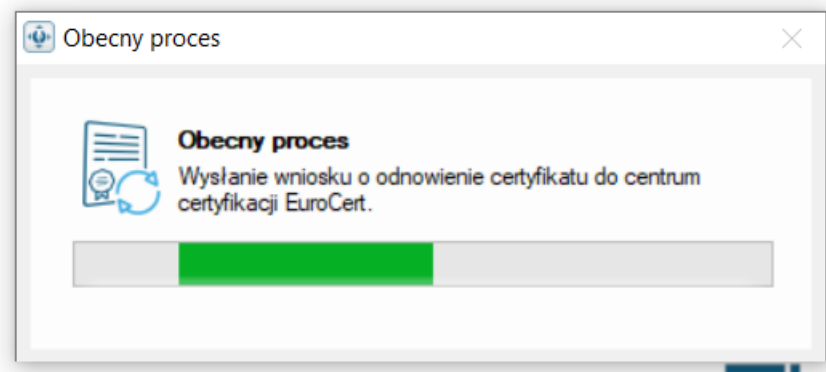 Obecny proces
Obecny proces
Wysłanie wniosku o odnowienie certyfikatu do centrum
certyfikacji EuroCert.